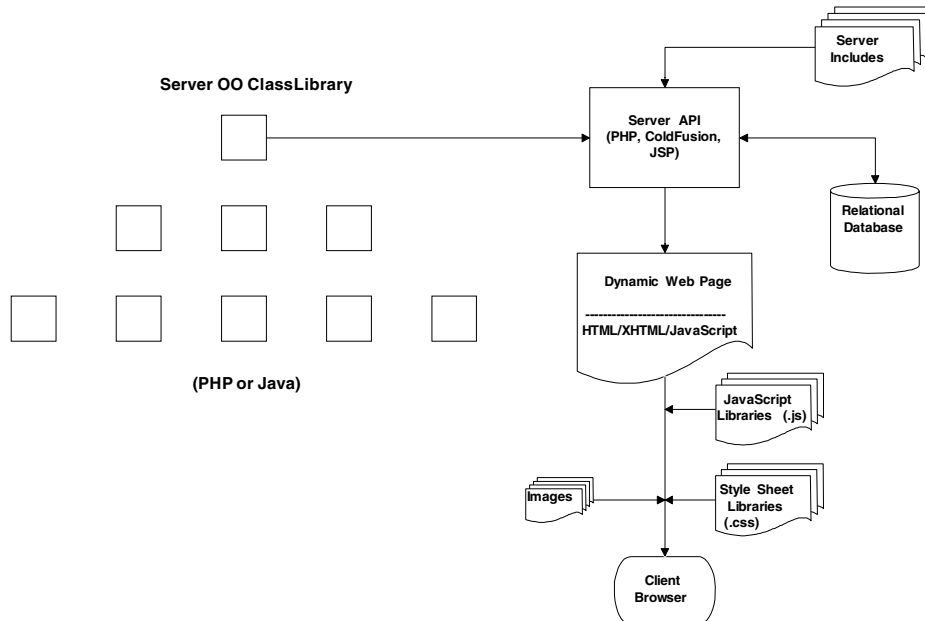 Server
Includes
Server OO ClassLibrary
Server API
(PHP, ColdFusion,
JSP)
Relational
Database
Dynamic Web Page
--------------------------------
HTML/XHTML/JavaScript
(PHP or Java)
JavaScript
Libraries (.js)
Images
Style Sheet
Libraries
(.css)
Client
Browser